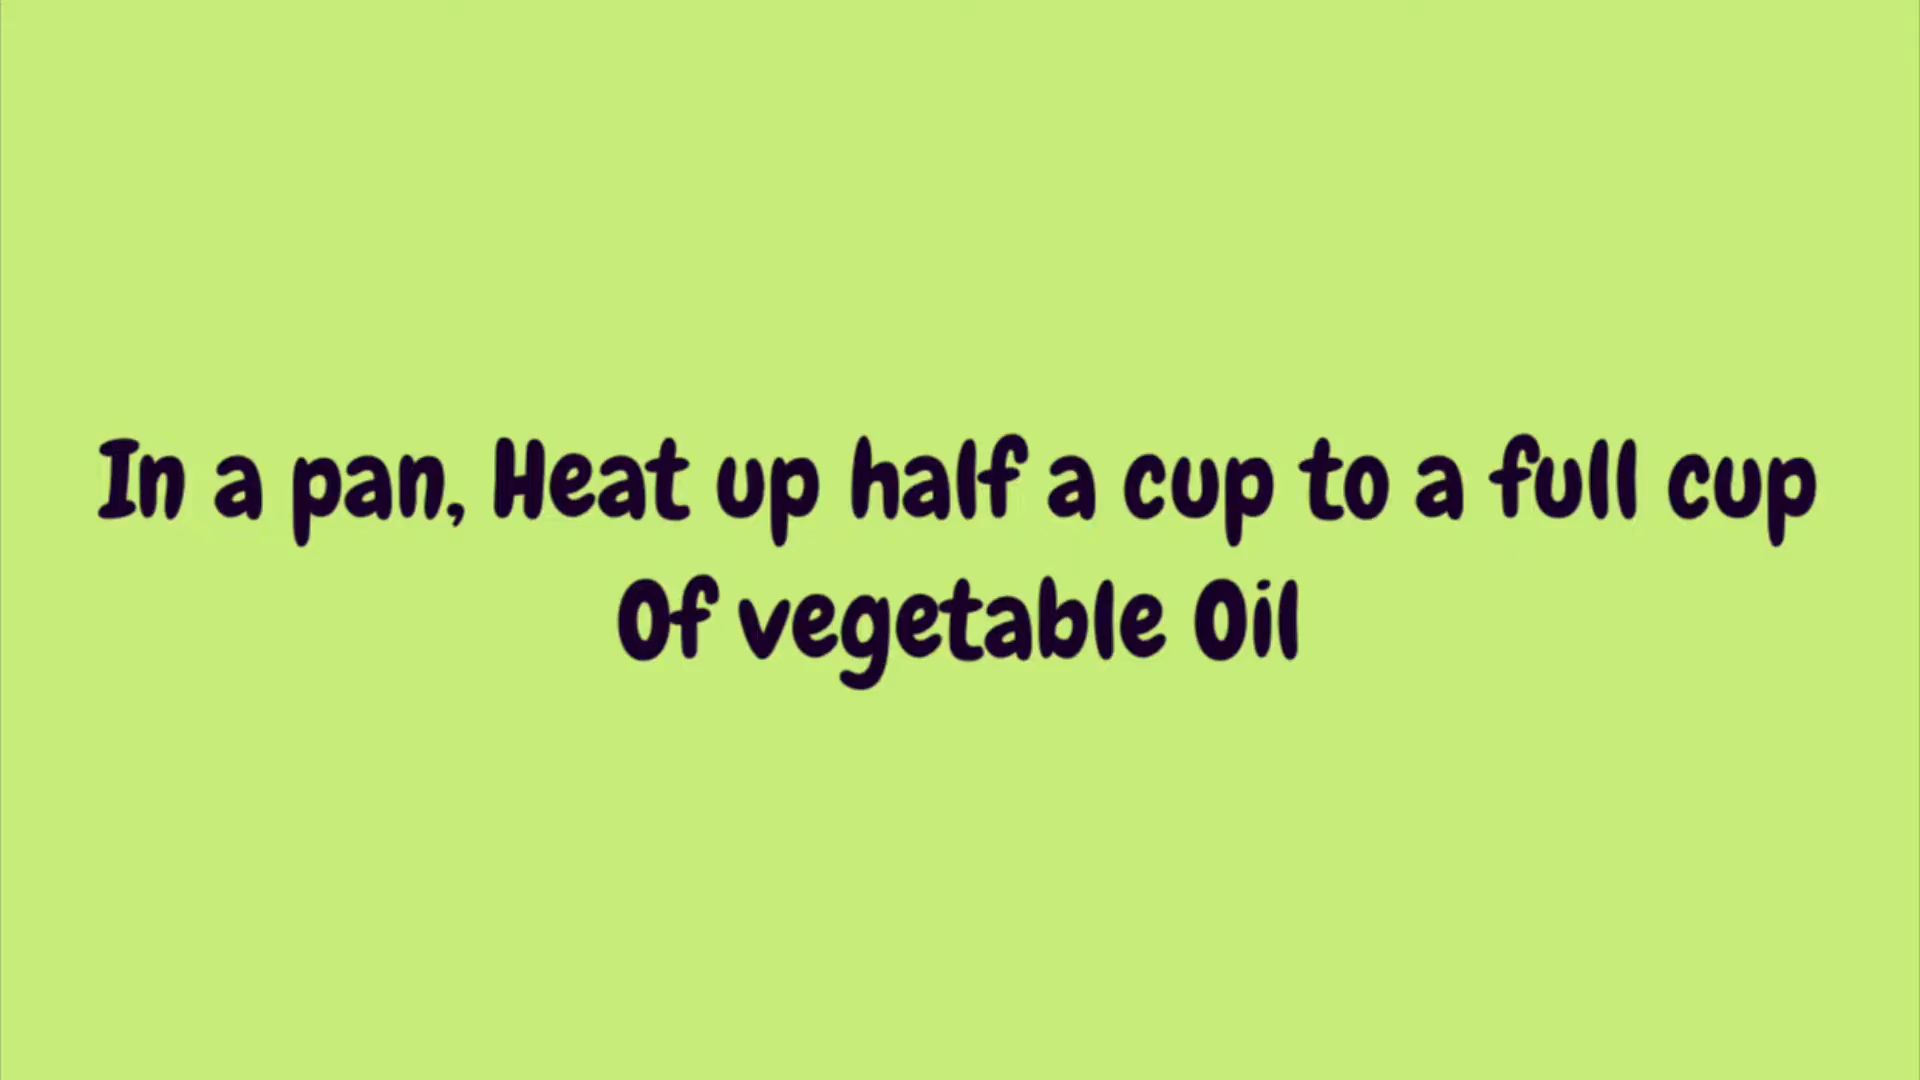 In a pan, Heat up half a cup to a full cup
Of vegetable Oil